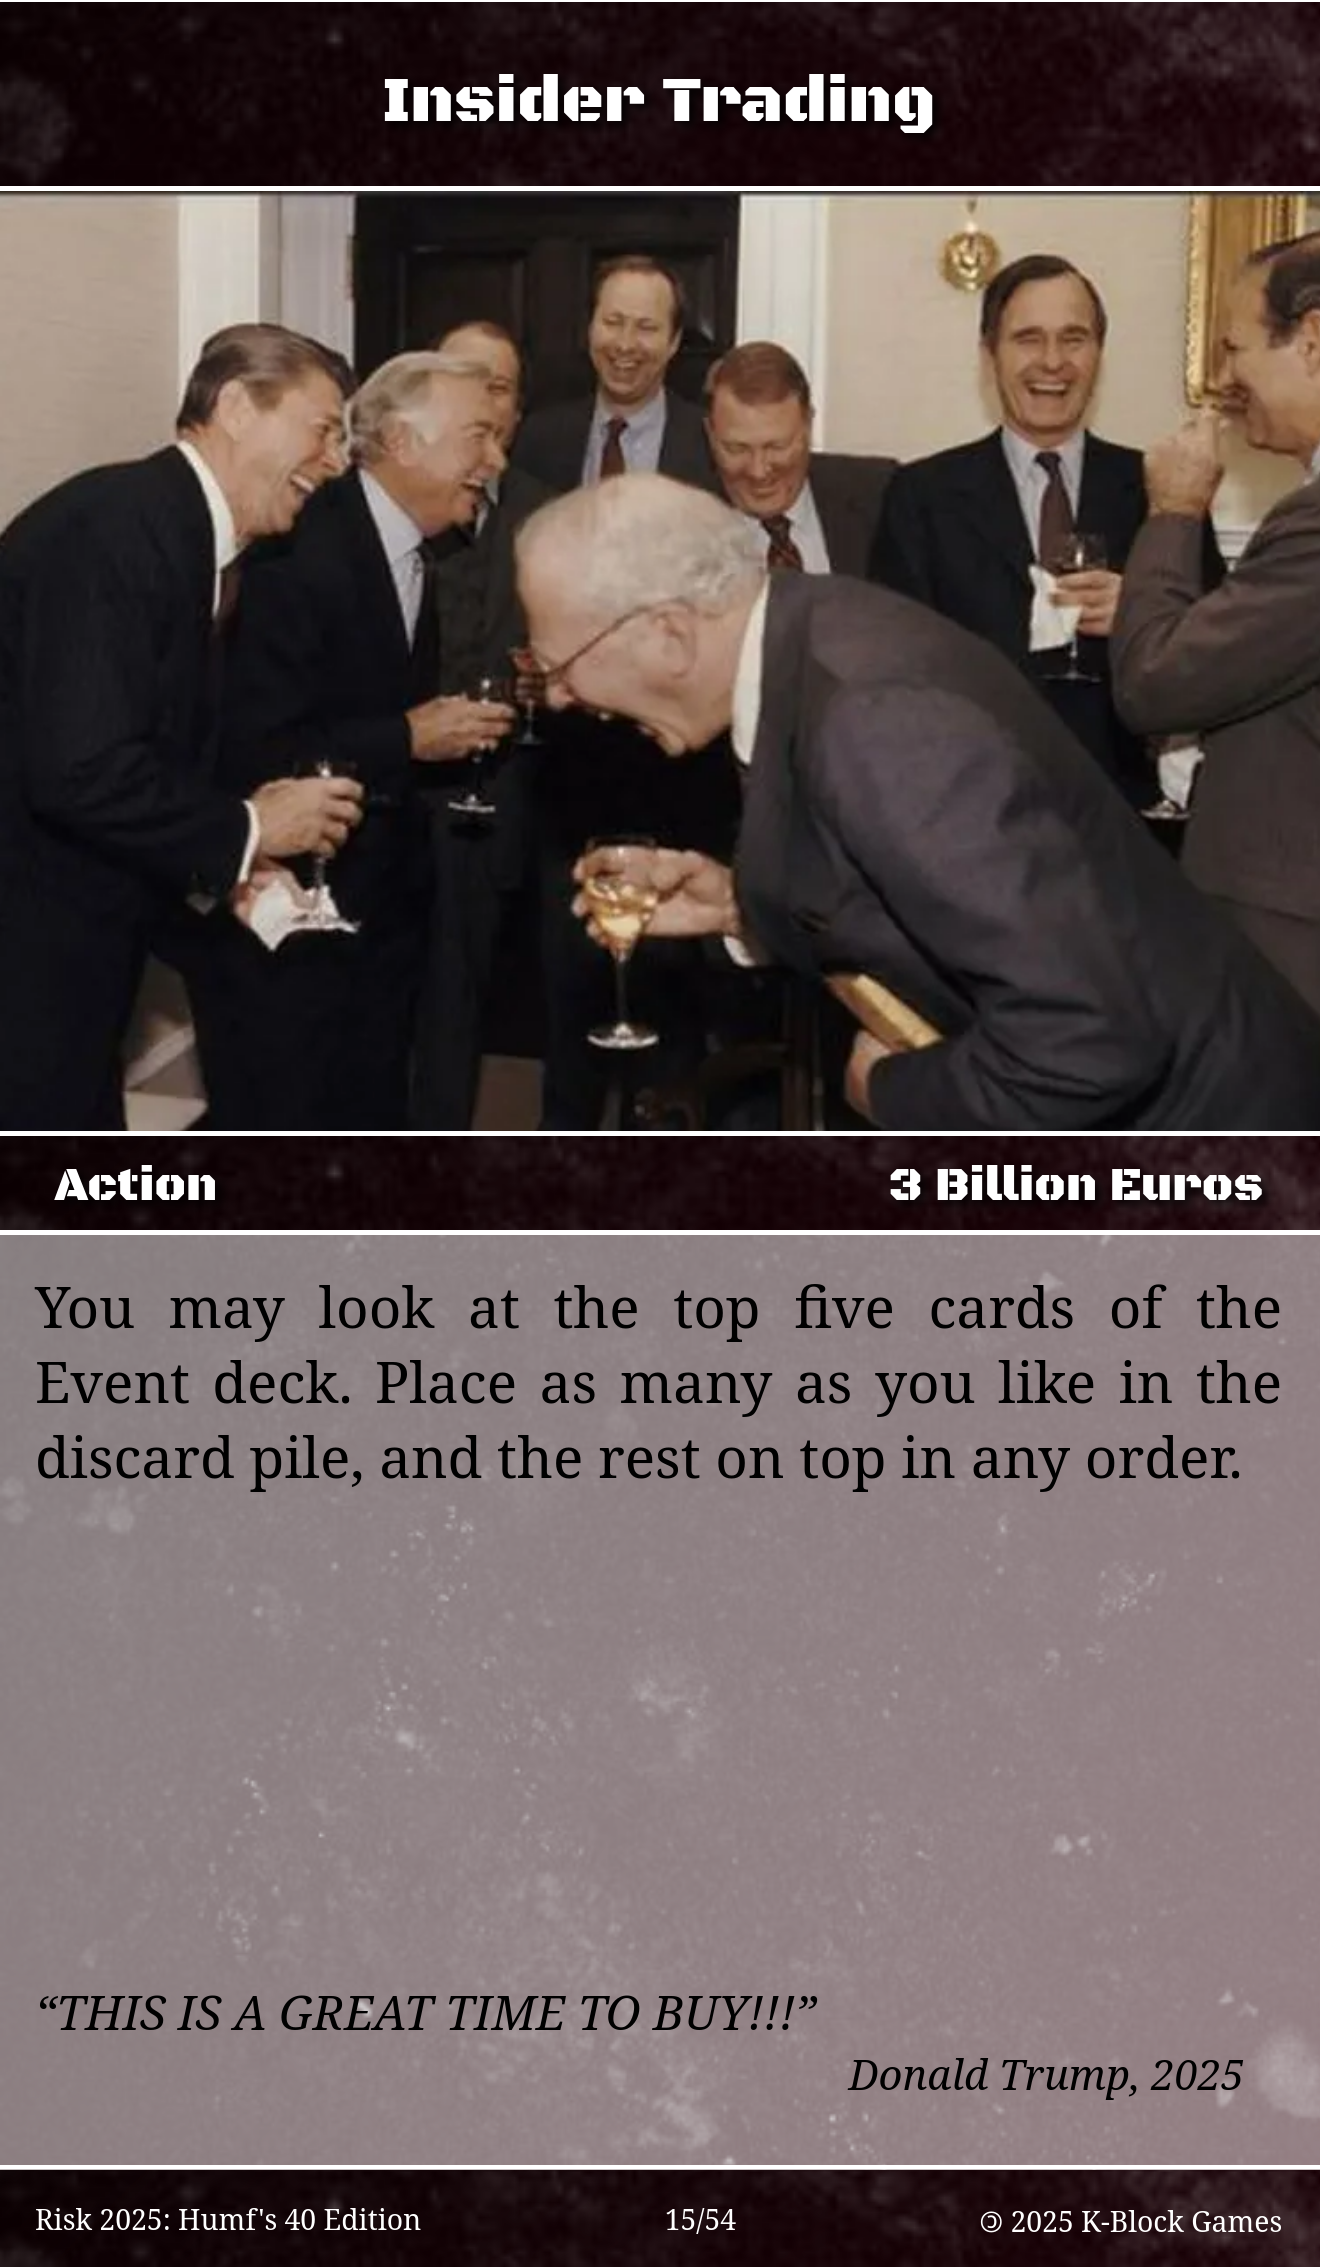 Insider Trading
Action
3 Billion Euros
You may look at the top five cards of the
Event deck. Place as many as you like in the
discard pile, and the rest on top in any order.
“THIS IS A GREAT TIME TO BUY!!!”
Donald Trump, 2025
Risk 2025: Humf's 40 Edition
15/54
🄯 2025 K-Block Games